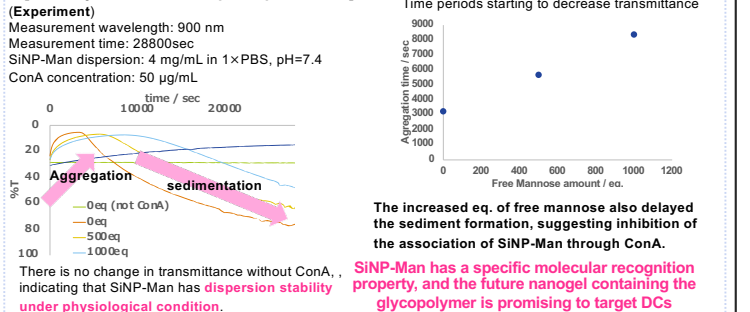 (Experiment)
Measurement wavelength: 900 nm
Measurement time: 28800sec
SiNP-Man dispersion: 4 mg/mL in 1×PBS, pH=7.4
ConA concentration: 50 μg/mL
time / sec
0 10000 20000
0
20
40
60
80
100
%T
Aggregation
sedimentation
0eq (not ConA)
0eq
500eq
1000eq
There is no change in transmittance without ConA, ,
indicating that SiNP-Man has dispersion stability
under physiological condition.
Time periods starting to decrease transmittance
9000
8000
7000
6000
5000
4000
3000
2000
1000
0
Agregation time / sec
0 200 400 600 800 1000 1200
Free Mannose amount / eq.
The increased eq. of free mannose also delayed
the sediment formation, suggesting inhibition of
the association of SiNP-Man through ConA.
SiNP-Man has a specific molecular recognition
property, and the future nanogel containing the
glycopolymer is promising to target DCs